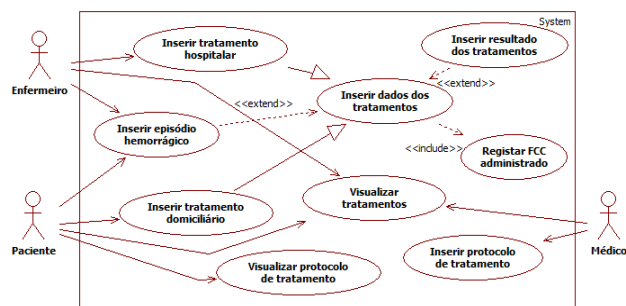 System
Inserir tratamento
hospitalar
Inserir resultado
dos tratamentos
Enfermeiro
<<extend>>
Inserir dados dos
tratamentos
<<extend>>
Inserir episódio
hemorrágico
<<include>>
Registar FCC
administrado
Inserir tratamento
domiciliário
Visualizar
tratamentos
Paciente
Médico
Visualizar protocolo
de tratamento
Inserir protocolo
de tratamento